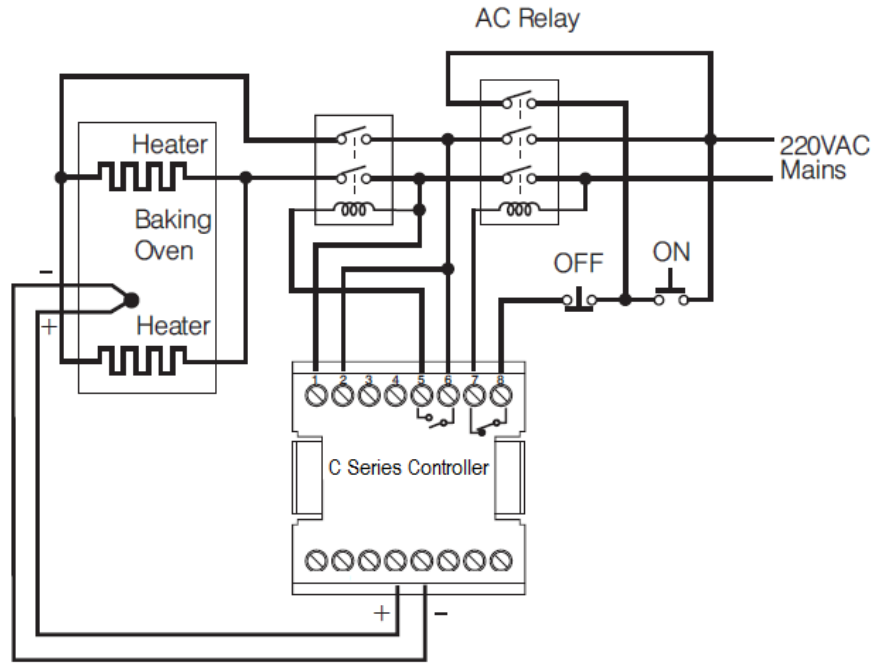 AC Relay
220VAC
Mains
Heater
Baking
Oven
OFF
ON
-
+
Heater
1 2 3 4 5 6 7 8
C Series Controller
+ -